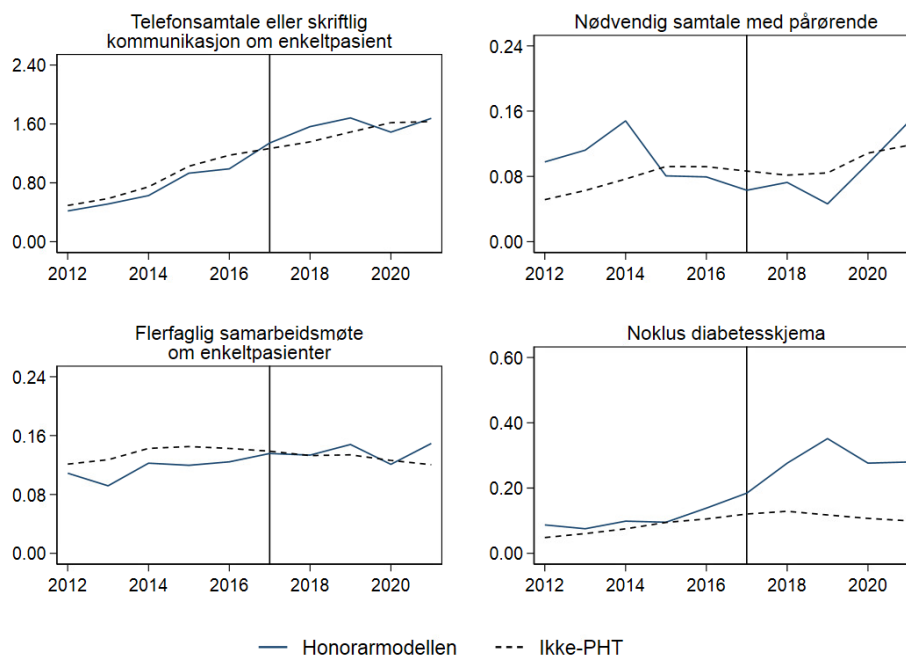 Telefonsamtale eller skriftlig
kommunikasjon om enkeltpasient
2.40
1.60
0.80
0.00
2012 2014 2016 2018 2020
Nødvendig samtale med pårørende
0.24
0.16
0.08
0.00
2012 2014 2016 2018 2020
Flerfaglig samarbeidsmøte
om enkeltpasienter
0.24
0.16
0.08
0.00
2012 2014 2016 2018 2020
Noklus diabetesskjema
0.60
0.40
0.20
0.00
2012 2014 2016 2018 2020
Honorarmodellen Ikke-PHT